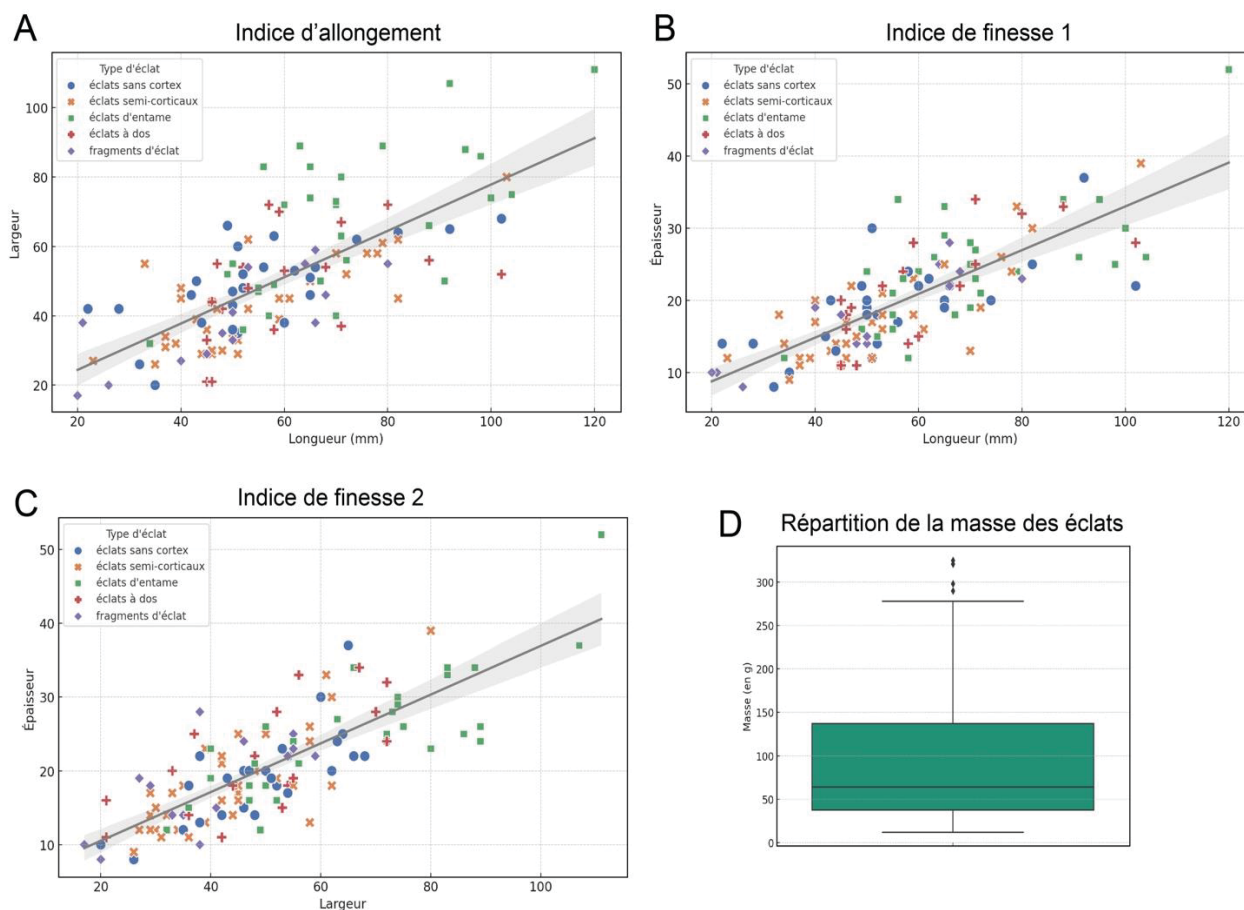 A
Indice d’allongement
Type d'éclat
éclats sans cortex
éclats semi-corticaux
éclats d'entame
éclats à dos
fragments d'éclat
Largeur
100
80
60
40
20
20
40
60
80
100
120
Longueur (mm)
B
Indice de finesse 1
Type d'éclat
éclats sans cortex
éclats semi-corticaux
éclats d'entame
éclats à dos
fragments d'éclat
Épaisseur
50
40
30
20
10
20
40
60
80
100
120
Longueur (mm)
C
Indice de finesse 2
Type d'éclat
éclats sans cortex
éclats semi-corticaux
éclats d'entame
éclats à dos
fragments d'éclat
Épaisseur
50
40
30
20
10
20
40
60
80
100
Largeur
D
Répartition de la masse des éclats
Masse (en g)
300
250
200
150
100
50
0